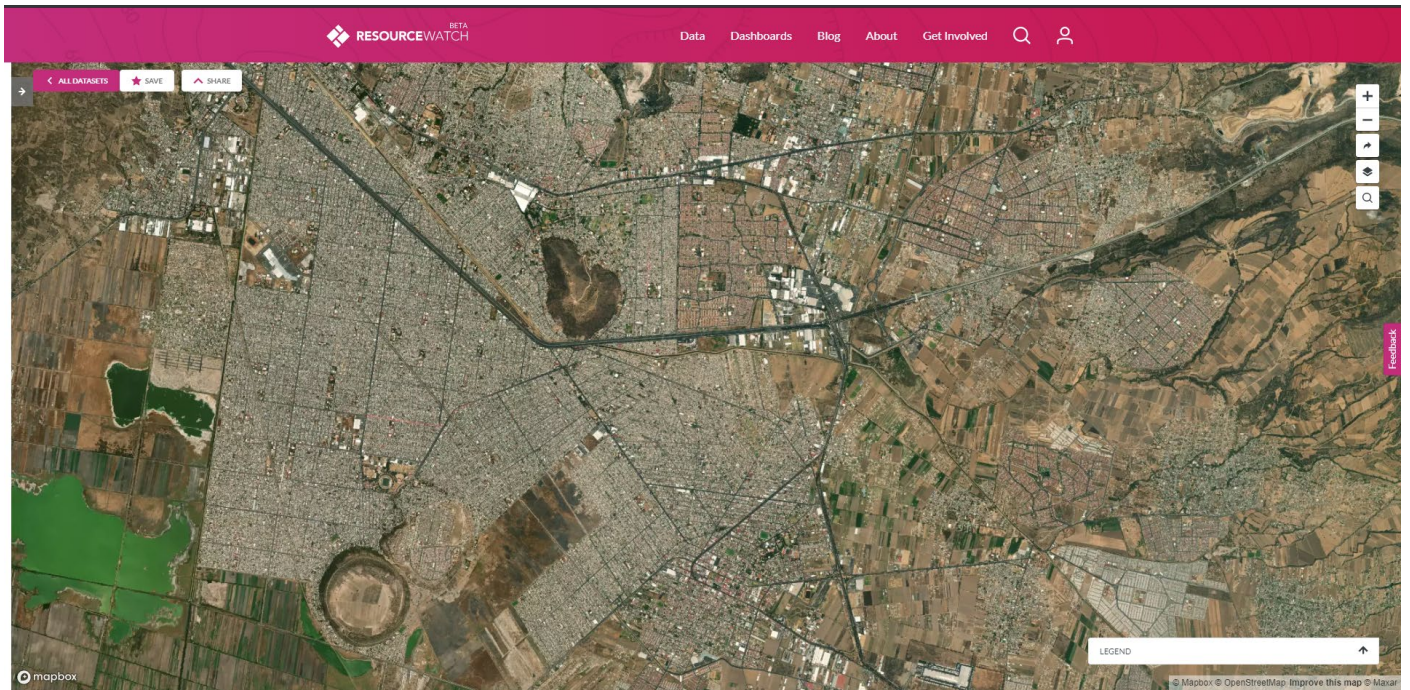 BETA
RESOURCEWATCH
Data Dashboards Blog About Get Involved
ALL DATASETS SAVE SHARE
Feedback
LEGEND
mapbox
© Mapbox © OpenStreetMap Improve this map © Maxar